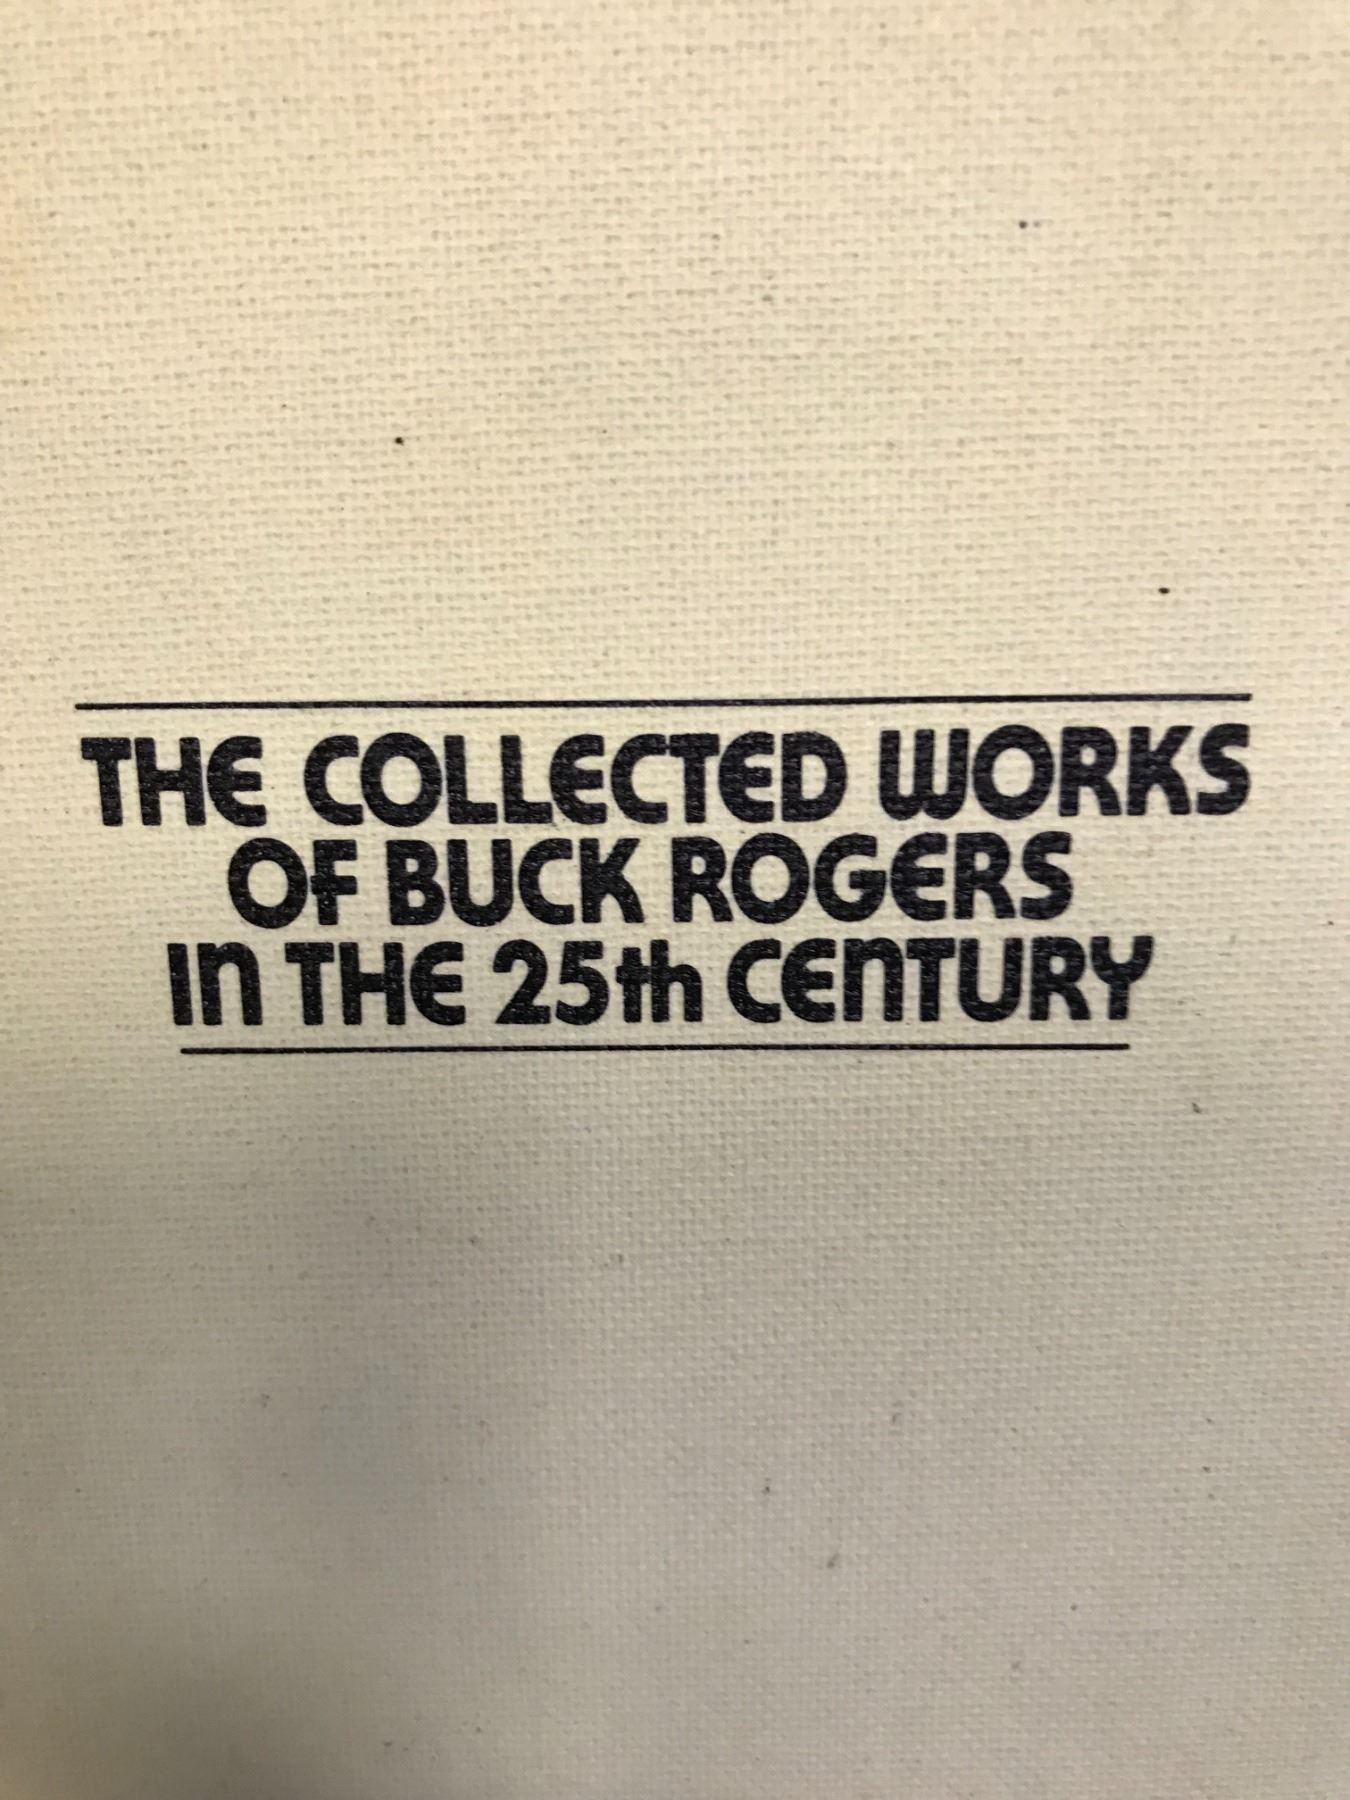 THE COLLECTED WORKS
OF BUCK ROGERS
In THE 25th CEnTURY